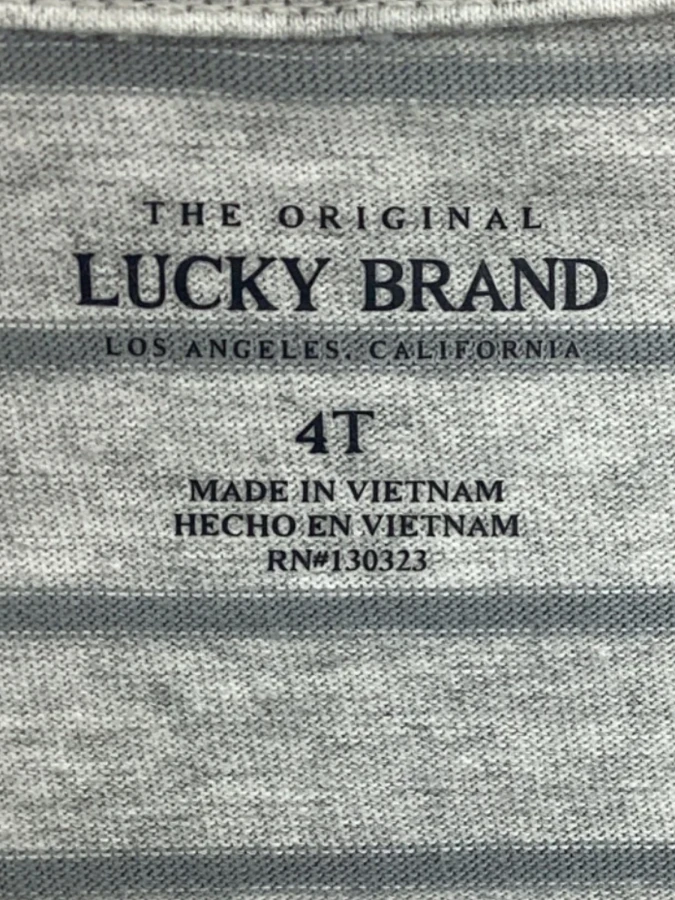 THE ORIGINAL
LUCKY BRAND
LOS ANGELES, CALIFORNIA
4T
MADE IN VIETNAM
HECHO EN VIETNAM
RN#130323